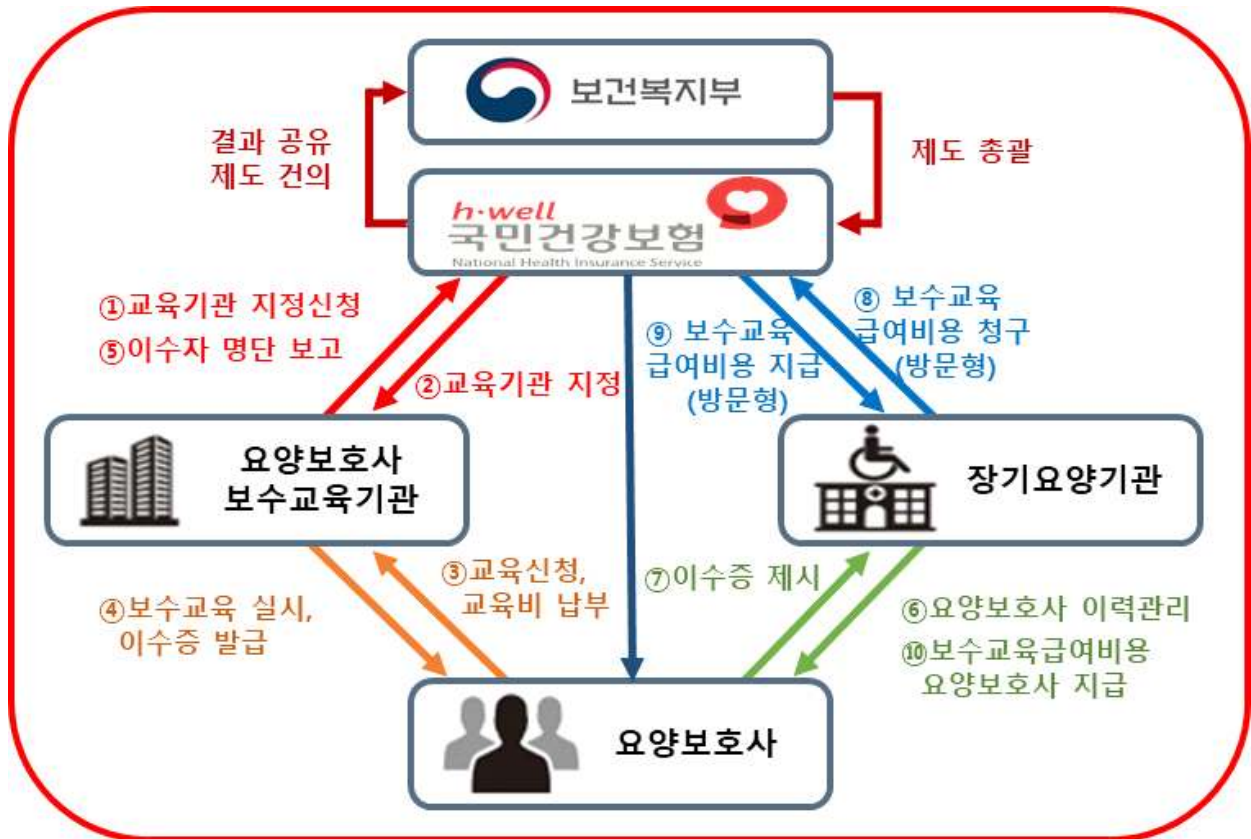 보건복지부
결과 공유
제도 건의
제도 총괄
h·well
국민건강보험
National Health Insurance Service
①교육기관 지정신청
⑤이수자 명단 보고
②교육기관 지정
⑨ 보수교육
급여비용 지급
(방문형)
⑧ 보수교육
급여비용 청구
(방문형)
요양보호사
보수교육기관
장기요양기관
④보수교육 실시,
이수증 발급
③교육신청,
교육비 납부
⑦이수증 제시
⑥요양보호사 이력관리
⑩보수교육급여비용
요양보호사 지급
요양보호사